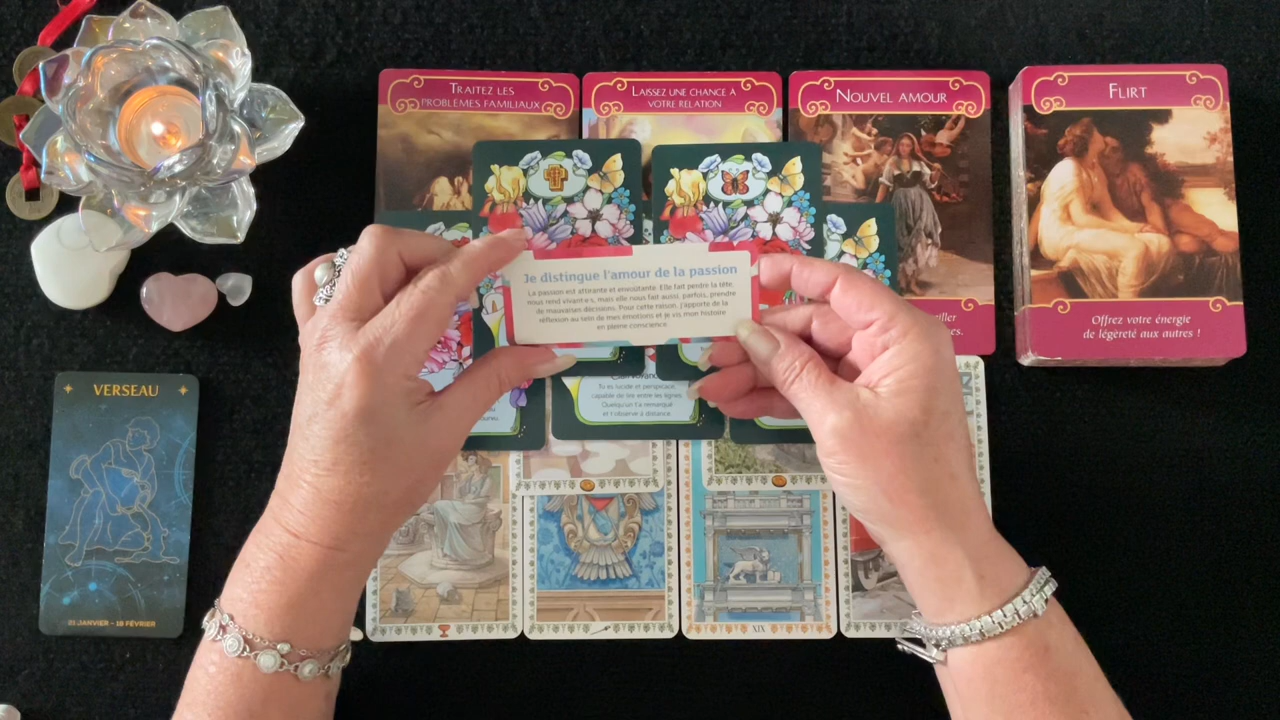 TRAITEZ LES
PROBLÈMES FAMILIAUX
LAISSEZ UNE CHANCE A
VOTRE RELATION
NOUVEL AMOUR
FLIRT
Je distingue l'amour de la passion
La passion est attirante et envoûtante. Elle fait perdre la tête,
nous rend vivant·e·s, mais elle nous fait aussi, parfois, prendre
de mauvaises décisions. Pour cette raison, j'apporte de la
réflexion au sein de mes émotions et je vis mon histoire
en pleine conscience.
Offrez votre énergie
de légèreté aux autres !
Tu es lucide et perspicace,
capable de lire entre les lignes.
Quelqu'un t'a remarqué
et t'observe à distance.
VERSEAU
21 JANVIER - 19 FÉVRIER
XIX